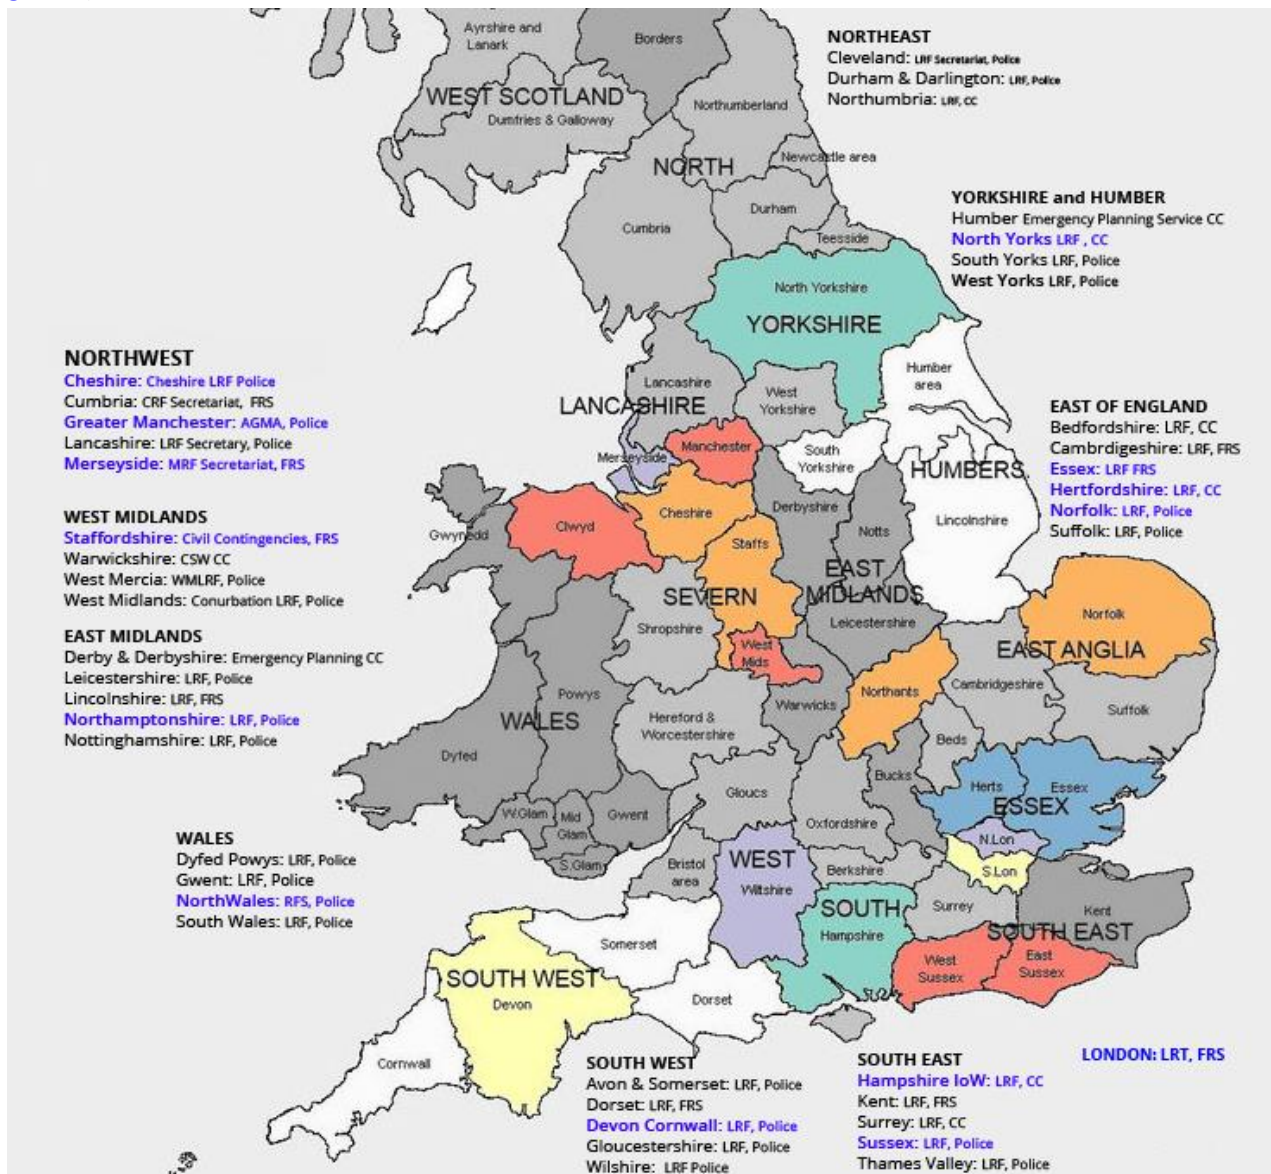 Ayrshire and
Lanark
Borders
WEST SCOTLAND
Dumfries & Galloway
Northumberland
NORTH
Newcastle area
Durham
Cumbria
Teesside
NORTHEAST
Cleveland: LRF Secretariat, Police
Durham & Darlington: LRF, Police
Northumbria: LRF, CC
YORKSHIRE and HUMBER
Humber Emergency Planning Service CC
North Yorks LRF , CC
South Yorks LRF, Police
West Yorks LRF, Police
North Yorkshire
YORKSHIRE
Humber
area
Lancashire
West
Yorkshire
LANCASHIRE
Manchester
Merseyside
South
Yorkshire
HUMBERS.
NORTHWEST
Cheshire: Cheshire LRF Police
Cumbria: CRF Secretariat, FRS
Greater Manchester: AGMA, Police
Lancashire: LRF Secretary, Police
Merseyside: MRF Secretariat, FRS
EAST OF ENGLAND
Bedfordshire: LRF, CC
Cambrdigeshire: LRF, FRS
Essex: LRF FRS
Hertfordshire: LRF, CC
Norfolk: LRF, Police
Suffolk: LRF, Police
WEST MIDLANDS
Staffordshire: Civil Contingencies, FRS
Warwickshire: CSW CC
West Mercia: WMLRF, Police
West Midlands: Conurbation LRF, Police
EAST MIDLANDS
Derby & Derbyshire: Emergency Planning CC
Leicestershire: LRF, Police
Lincolnshire: LRF, FRS
Northamptonshire: LRF, Police
Nottinghamshire: LRF, Police
Gwynedd
Clwyd
Cheshire
Derbyshire
Lincolnshire
Notts
Staffs
EAST
MIDLANDS
SEVERN
Leicestershire
Shropshire
West
Mids
Norfolk
EAST ANGLIA
Cambridgeshire
Northants
Suffolk
Powys
WALES
Warwicks
Hereford &
Worcestershire
Beds
Dyfed
Bucks
Gloucs
Herts
Essex
ESSEX
W.Glam
Mid
Glam
Gwent
Oxfordshire
N.Lon
S.Glam
Bristol
area
WEST
Wiltshire
Berkshire
S.Lon
WALES
Dyfed Powys: LRF, Police
Gwent: LRF, Police
NorthWales: RFS, Police
South Wales: LRF, Police
SOUTH
Hampshire
Surrey
Kent
SOUTH EAST
Somerset
West
Sussex
East
Sussex
SOUTH WEST
Devon
Dorset
Cornwall
SOUTH WEST
Avon & Somerset: LRF, Police
Dorset: LRF, FRS
Devon Cornwall: LRF, Police
Gloucestershire: LRF, Police
Wilshire: LRF Police
SOUTH EAST
Hampshire IoW: LRF, CC
Kent: LRF, FRS
Surrey: LRF, CC
Sussex: LRF, Police
Thames Valley: LRF, Police
LONDON: LRT, FRS